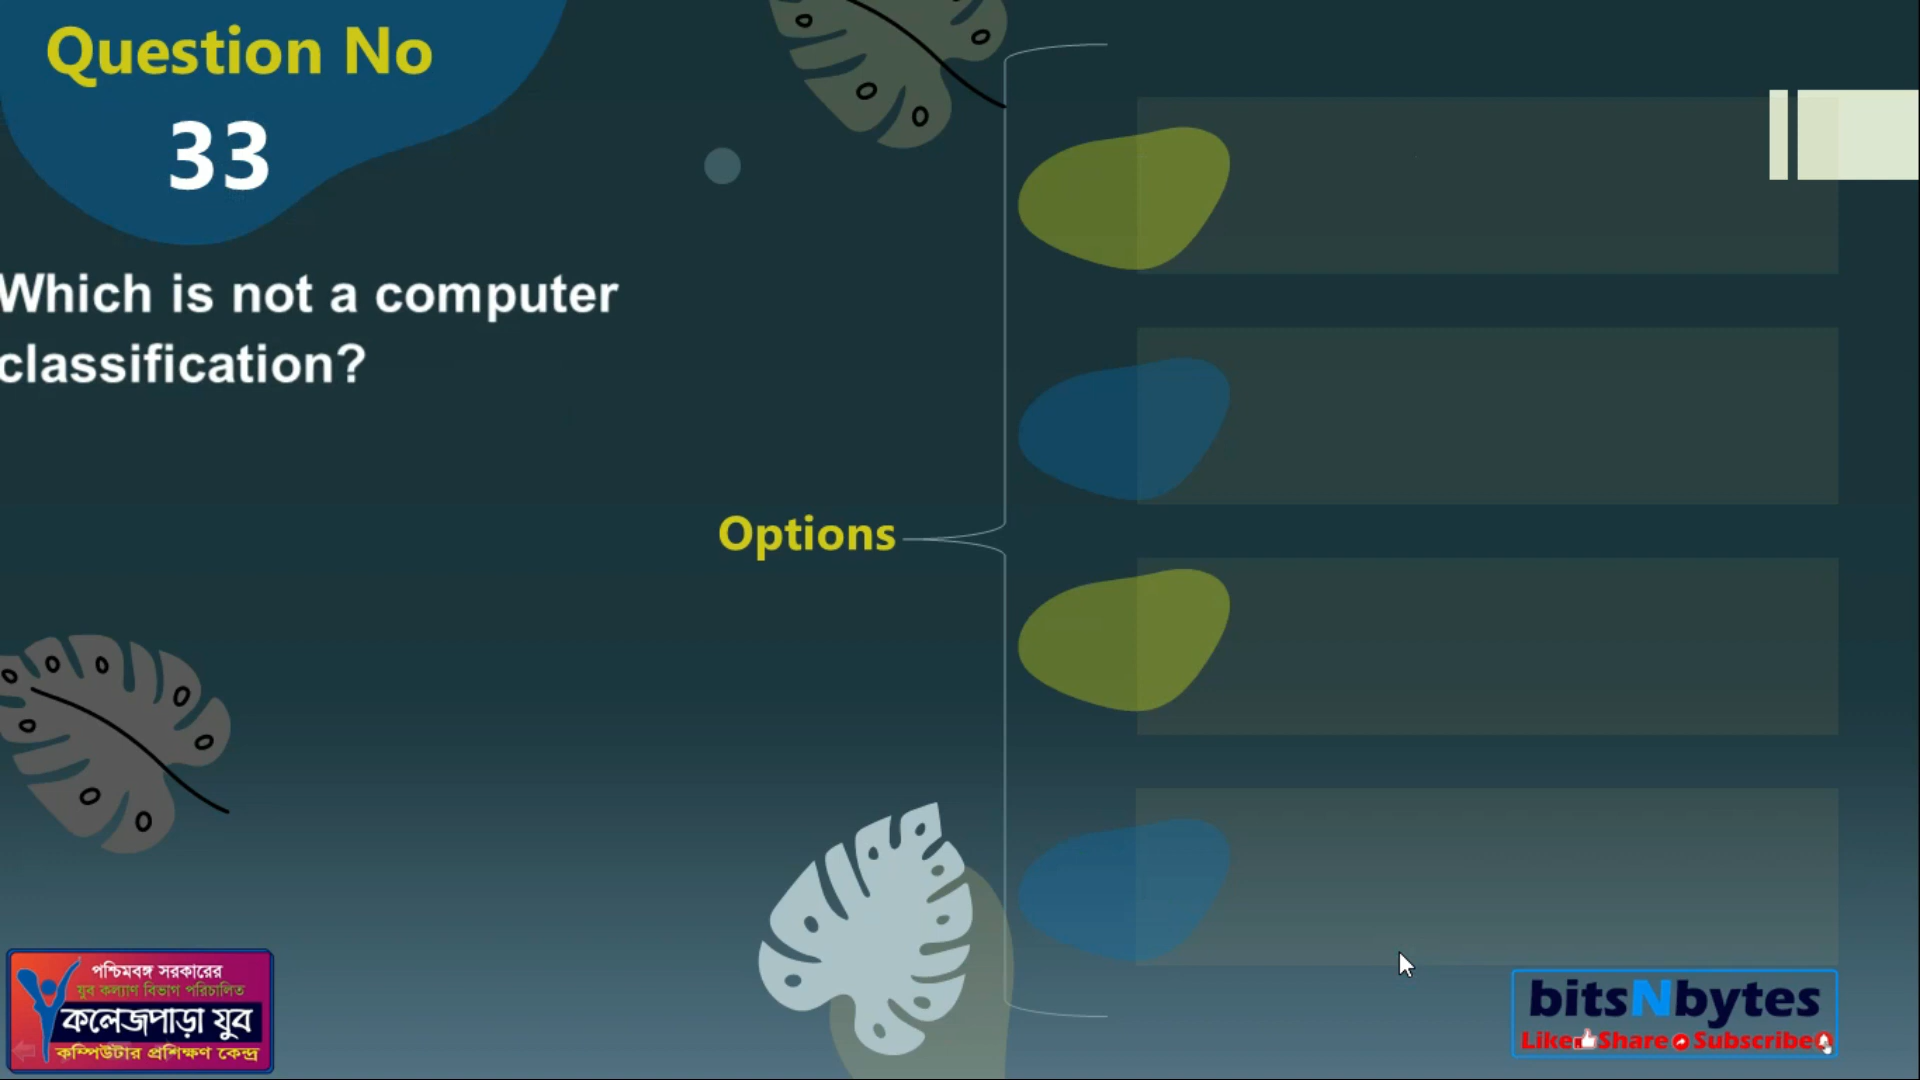 Question No
33
Which is not a computer
classification?
Options
পশ্চিমবঙ্গ সরকারের
যুব কল্যাণ বিভাগ পরিচালিত
কলেজপাড়া যুব
কম্পিউটার প্রশিক্ষণ কেন্দ্র
bitsNbytes
Like Share Subscribe